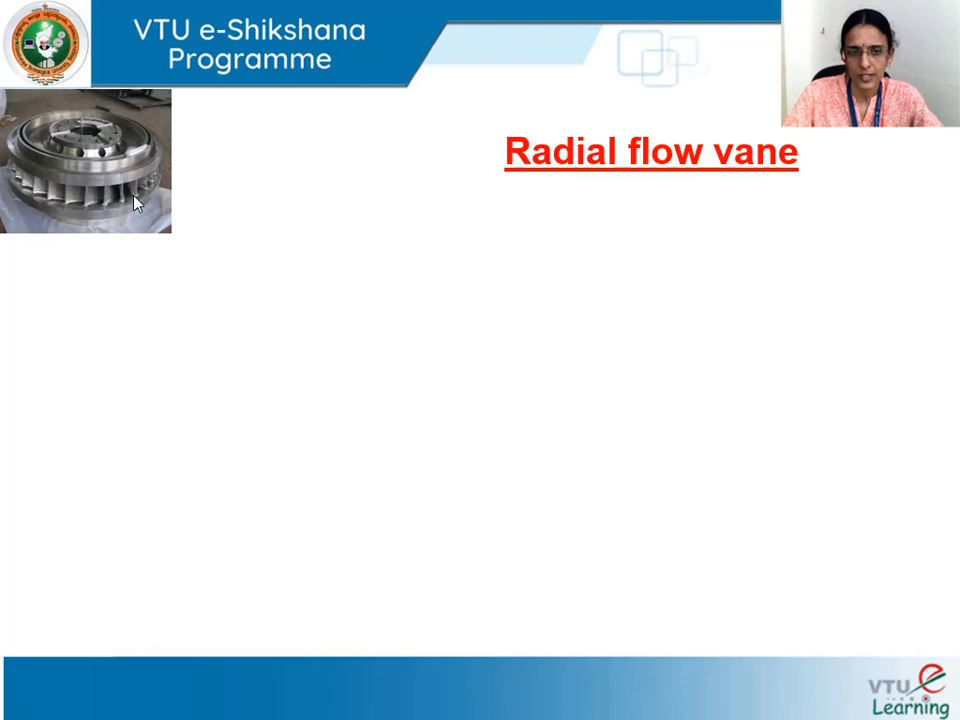 VTU e-Shikshana
Programme
Radial flow vane
VTU e
Learning